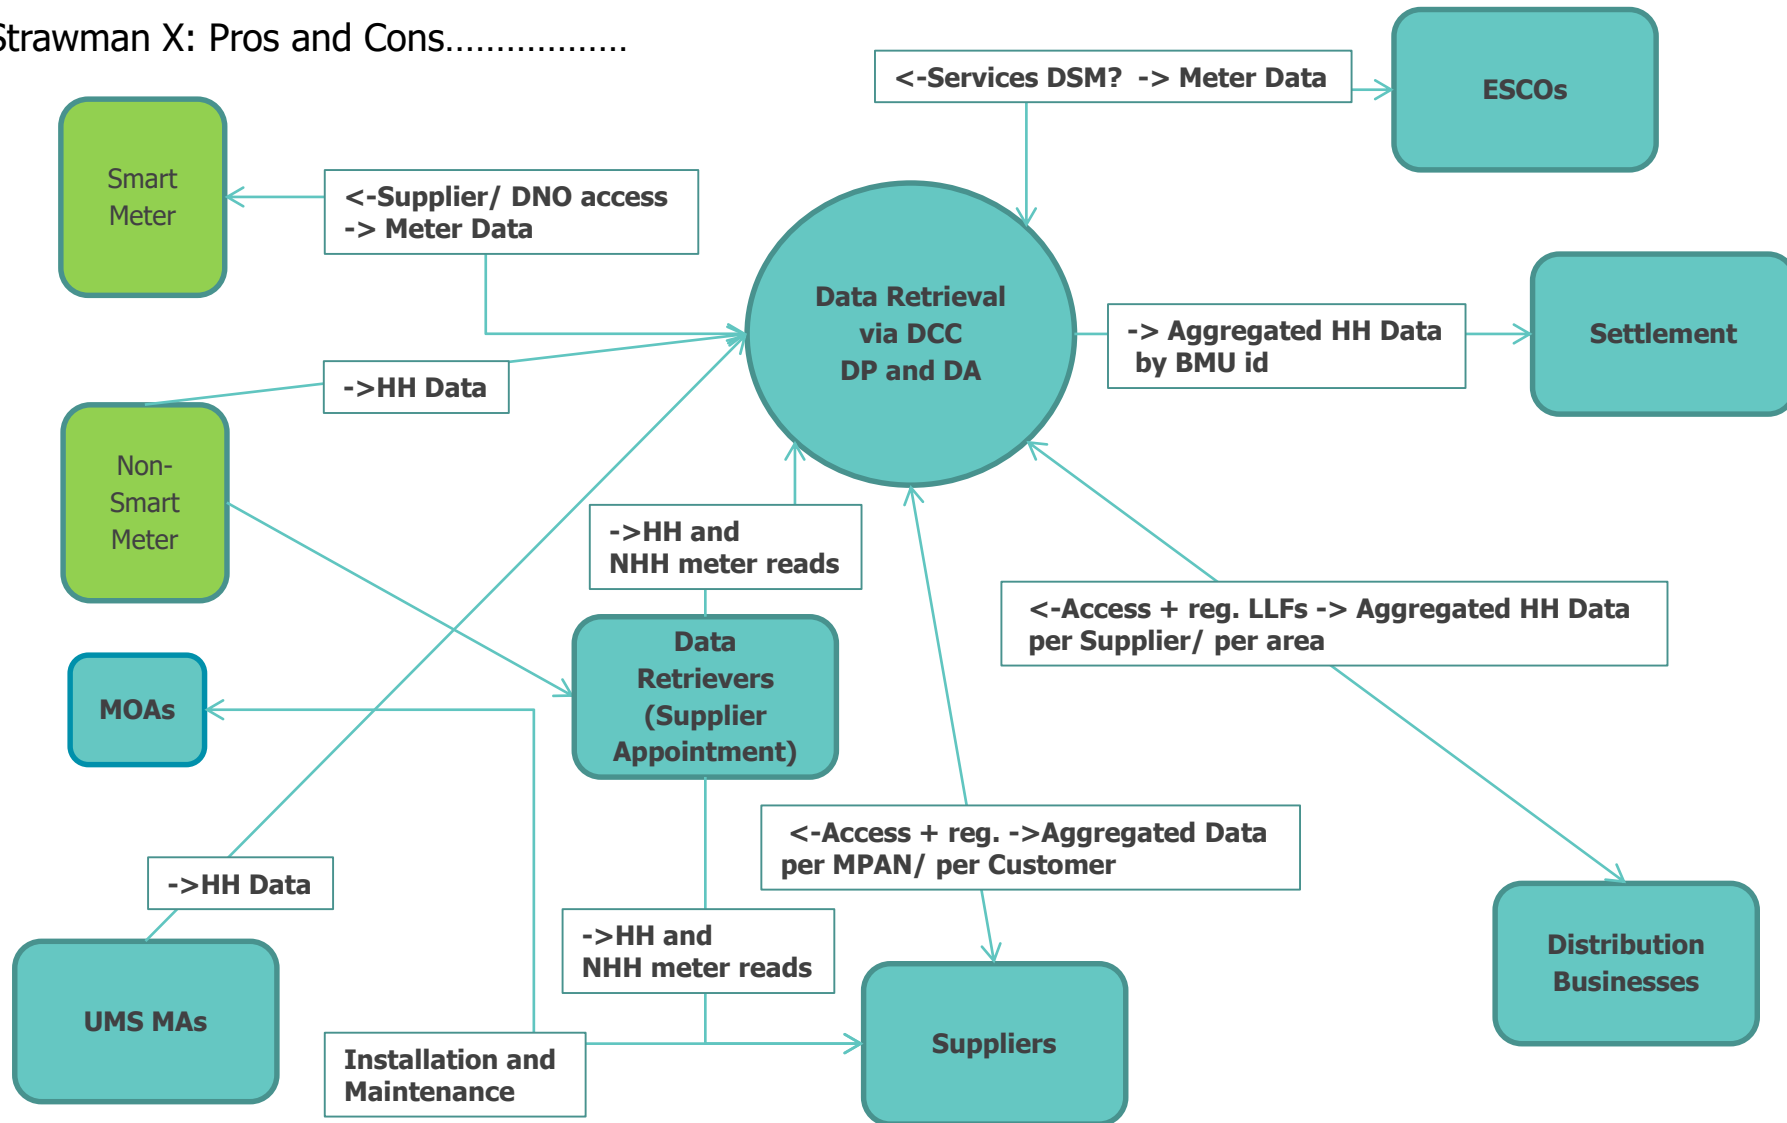 Strawman X: Pros and Cons..................
<-Services DSM?  -> Meter Data
ESCOs
Smart
Meter
<-Supplier/ DNO access
-> Meter Data
Data Retrieval
via DCC
DP and DA
-> Aggregated HH Data
by BMU id
Settlement
->HH Data
Non-
Smart
Meter
->HH and
NHH meter reads
<-Access + reg. LLFs -> Aggregated HH Data
per Supplier/ per area
Data
Retrievers
(Supplier
Appointment)
MOAs
<-Access + reg. ->Aggregated Data
per MPAN/ per Customer
->HH Data
->HH and
NHH meter reads
Distribution
Businesses
UMS MAs
Installation and
Maintenance
Suppliers